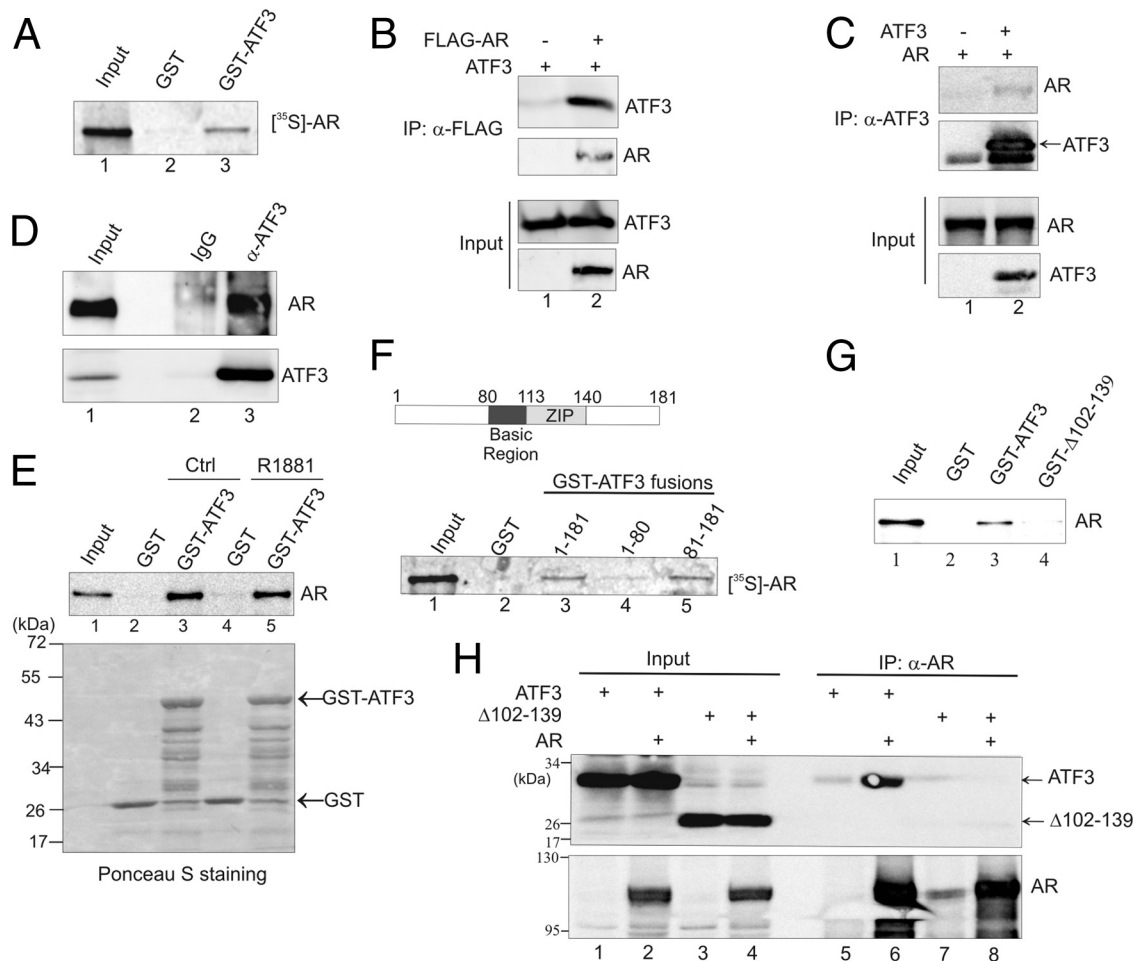 A
Input
GST
GST-ATF3
[³⁵S]-AR
1 2 3
B
FLAG-AR - +
ATF3 + +
ATF3
IP: α-FLAG
AR
ATF3
Input
AR
1 2
C
ATF3 - +
AR + +
AR
IP: α-ATF3
ATF3
AR
Input
ATF3
1 2
D
Input
IgG
α-ATF3
AR
ATF3
1 2 3
E
Ctrl R1881
Input
GST
GST-ATF3
GST
GST-ATF3
AR
(kDa) 1 2 3 4 5
72
55
GST-ATF3
43
34
GST
26
17
Ponceau S staining
F
1 80 113 140 181
ZIP
Basic
Region
GST-ATF3 fusions
Input
GST
1-181
1-80
81-181
[³⁵S]-AR
1 2 3 4 5
G
Input
GST
GST-ATF3
GST-Δ102-139
AR
1 2 3 4
H
Input IP: α-AR
ATF3 + + + +
Δ102-139 + + + +
AR + + + +
34
(kDa)
ATF3
26
Δ102-139
17
130
AR
95
1 2 3 4 5 6 7 8